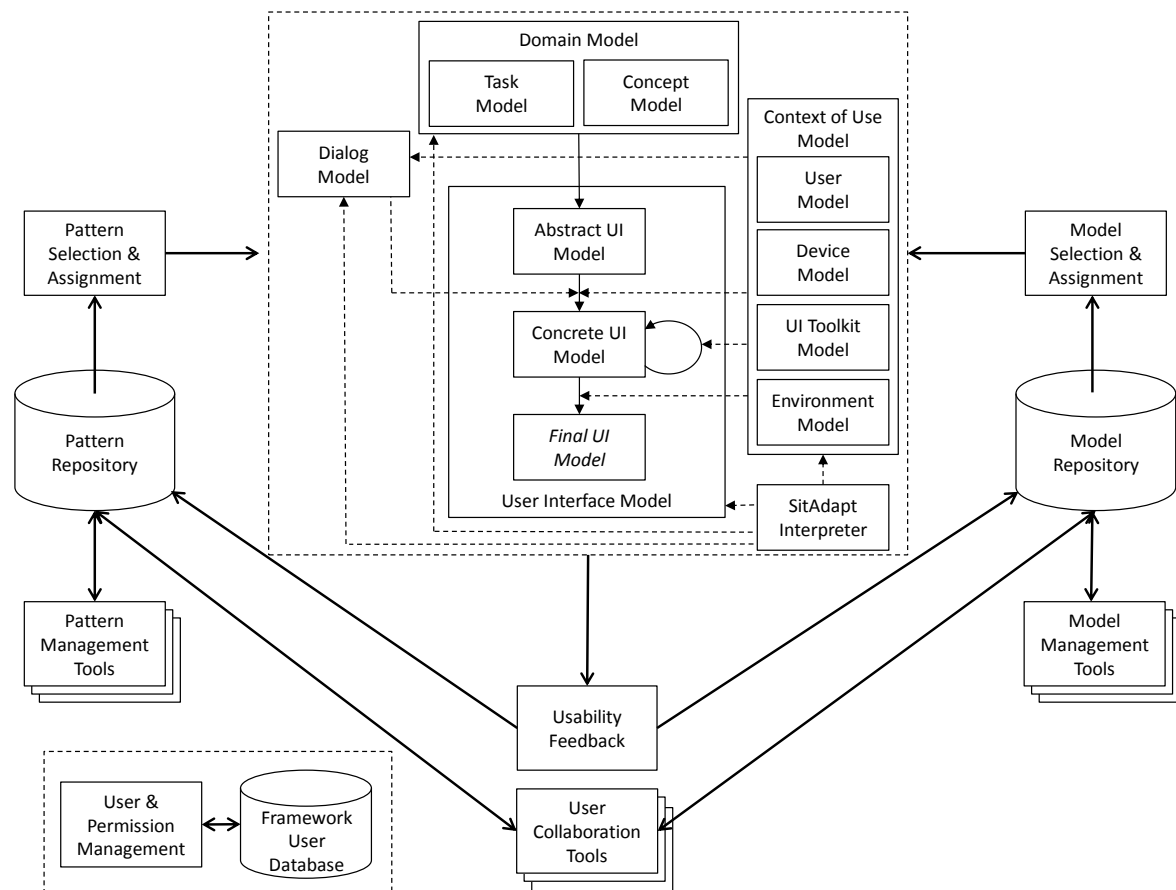 Domain Model
Task
Model
Concept
Model
Context of Use
Model
Dialog
Model
User
Model
Pattern
Selection &
Assignment
Abstract UI
Model
Device
Model
Model
Selection &
Assignment
Concrete UI
Model
UI Toolkit
Model
Environment
Model
Final UI
Model
Pattern
Repository
Model
Repository
User Interface Model
SitAdapt
Interpreter
Pattern
Management
Tools
Model
Management
Tools
Usability
Feedback
User &
Permission
Management
Framework
User
Database
User
Collaboration
Tools